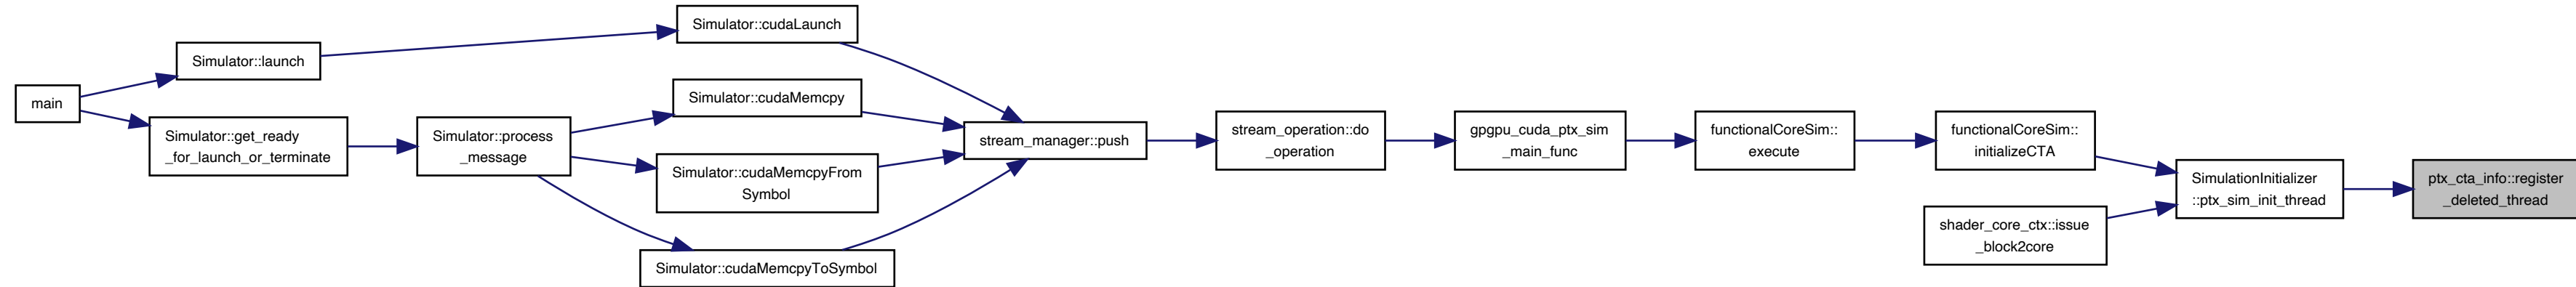 main
Simulator::launch
Simulator::get_ready
_for_launch_or_terminate
Simulator::process
_message
Simulator::cudaLaunch
Simulator::cudaMemcpy
Simulator::cudaMemcpyFrom
Symbol
Simulator::cudaMemcpyToSymbol
stream_manager::push
stream_operation::do
_operation
gpgpu_cuda_ptx_sim
_main_func
functionalCoreSim::
execute
functionalCoreSim::
initializeCTA
shader_core_ctx::issue
_block2core
SimulationInitializer
::ptx_sim_init_thread
ptx_cta_info::register
_deleted_thread